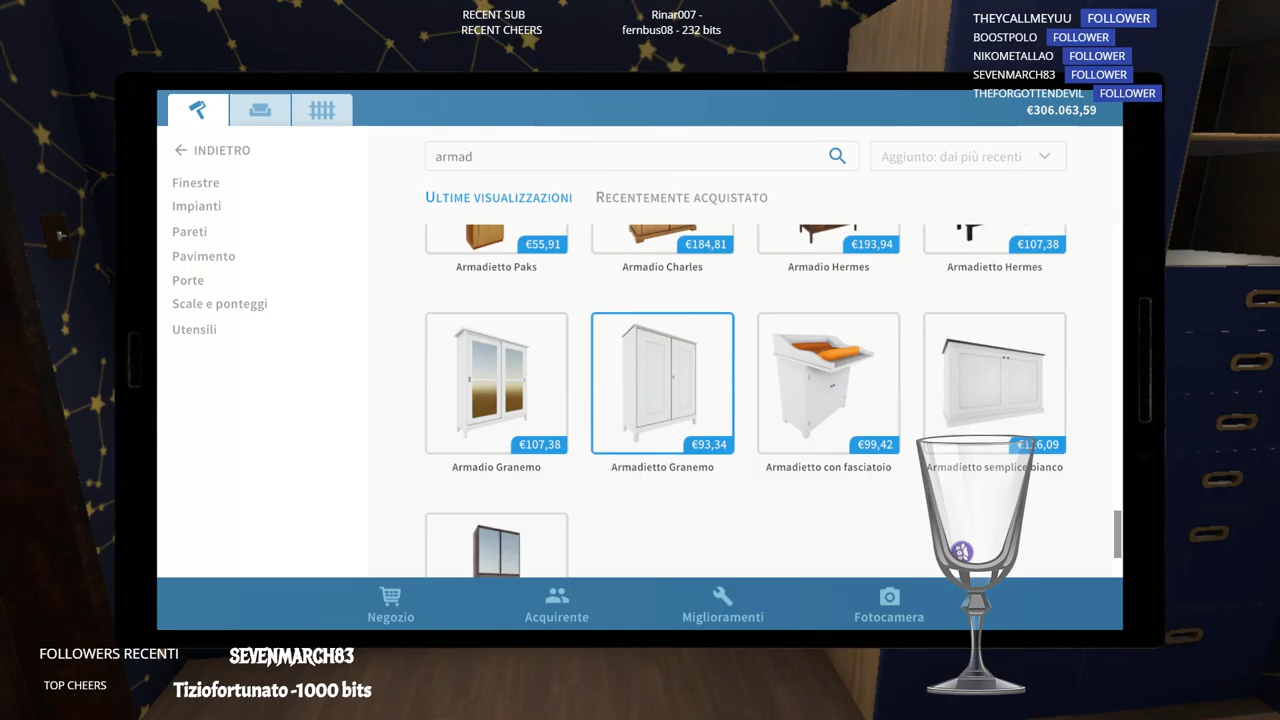 RECENT SUB
Rinar007 -
RECENT CHEERS
fernbus08 - 232 bits
THEYCALLMEYUU FOLLOWER
BOOSTPOLO FOLLOWER
NIKOMETALLAO FOLLOWER
SEVENMARCH83 FOLLOWER
THEFORGOTTENDEVIL FOLLOWER
€306.063,59
INDIETRO
armad
Aggiunto: dai più recenti
Finestre
Impianti
Pareti
Pavimento
Porte
Scale e ponteggi
Utensili
ULTIME VISUALIZZAZIONI
RECENTEMENTE ACQUISTATO
€55,91
€184,81
€193,94
€107,38
Armadietto Paks
Armadio Charles
Armadio Hermes
Armadietto Hermes
€107,38
€93,34
€99,42
Armadio Granemo
Armadietto Granemo
Armadietto con fasciatoio
Armadietto semplice bianco
Negozio
Acquirente
Miglioramenti
Fotocamera
FOLLOWERS RECENTI
SEVENMARCH83
TOP CHEERS
Tiziofortunato -1000 bits